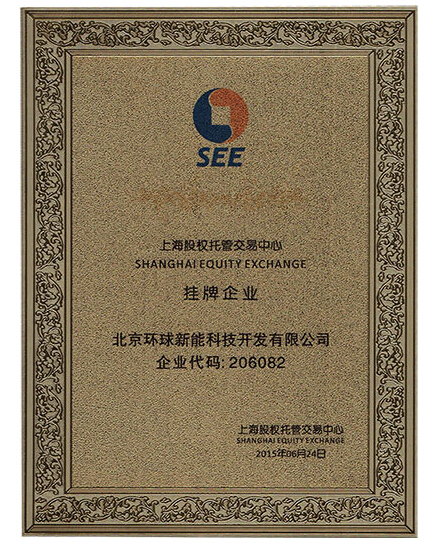 SEE
上海股权托管交易中心
SHANGHAI EQUITY EXCHANGE
挂牌企业
北京环球新能科技开发有限公司
企业代码: 206082
上海股权托管交易中心
SHANGHAI EQUITY EXCHANGE
2015年06月24日